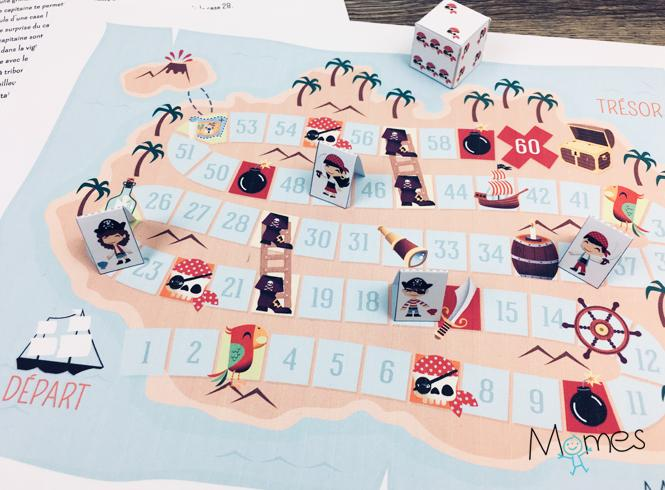 capitaine te permet
d'une case !
surprise du ca
capitaine sont
dans la vig
avec le
tribor
case 28.
TRÉSOR
53 54 56 58 60
51 50 48 46 44 42 41
26 27 28 30 31 33 34 37
23 21 19 18 15 14 12
1 2 4 5 6 8 9 11
DÉPART
Momes
M